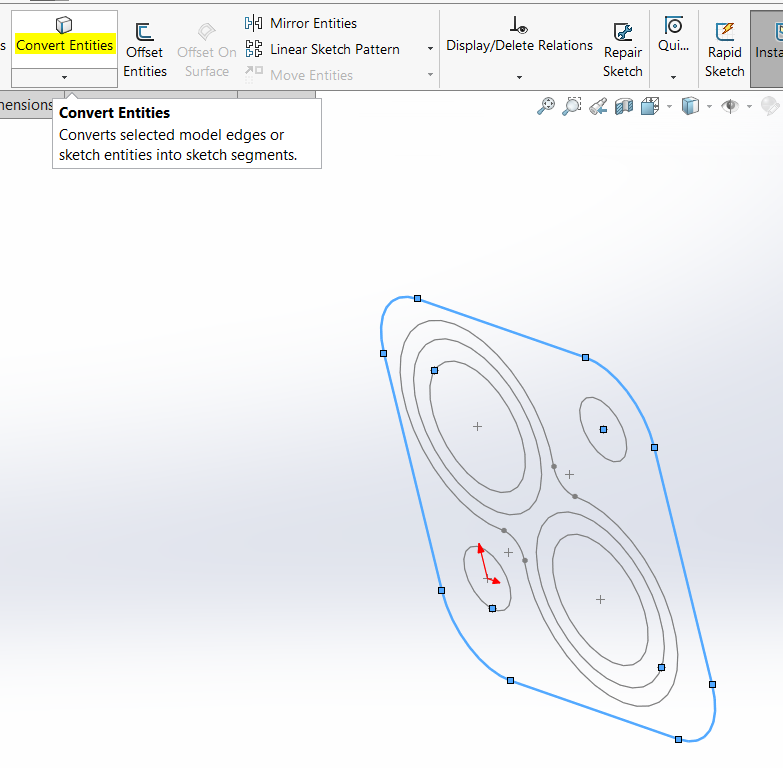 s
Convert Entities
Offset
Entities
Offset On
Surface
Mirror Entities
Linear Sketch Pattern
Move Entities
Display/Delete Relations
Repair
Sketch
Qui...
Rapid
Sketch
Insta
mensions
Convert Entities
Converts selected model edges or
sketch entities into sketch segments.